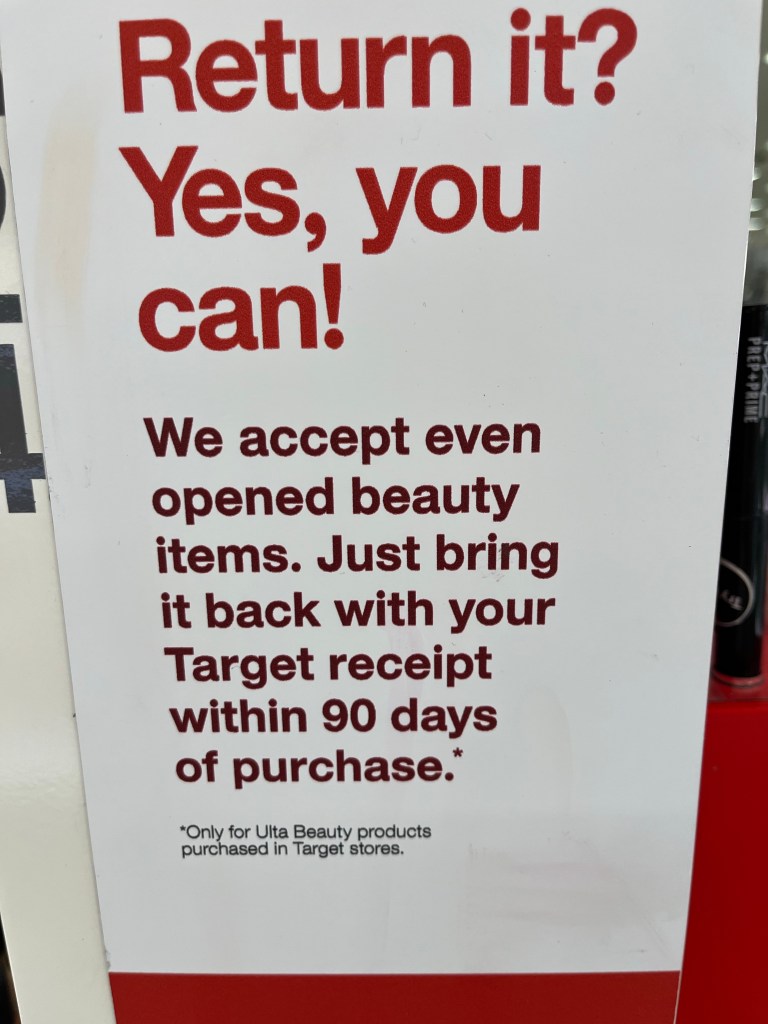 Return it?
Yes, you
can!
We accept even
opened beauty
items. Just bring
it back with your
Target receipt
within 90 days
of purchase.*
*Only for Ulta Beauty products
purchased in Target stores.
PREP+PRIME